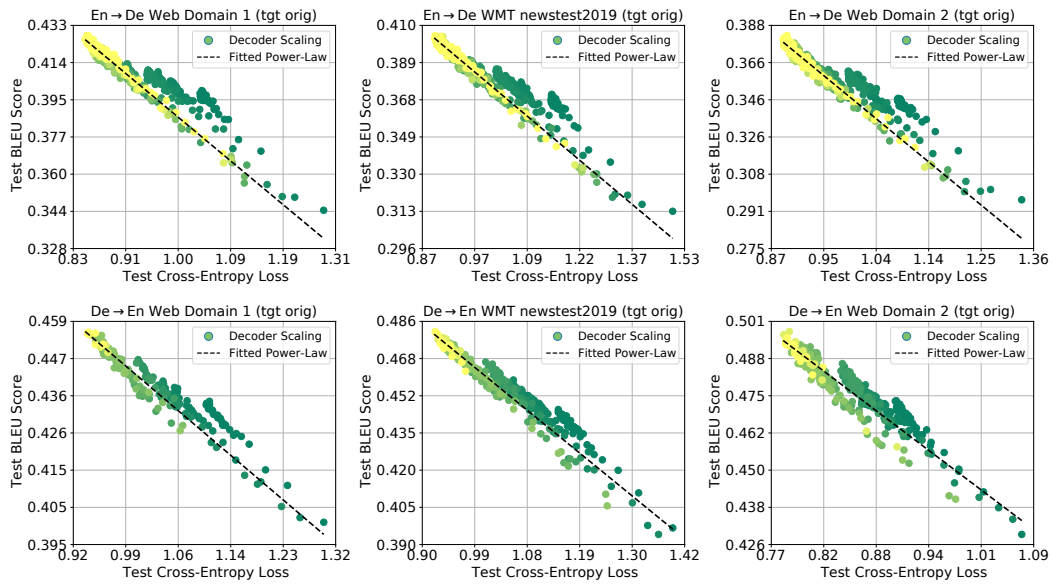 En→De Web Domain 1 (tgt orig)
Test BLEU Score
0.433
0.414
0.395
0.377
0.360
0.344
0.328
Decoder Scaling
Fitted Power-Law
0.83 0.91 1.00 1.09 1.19 1.31
Test Cross-Entropy Loss
En→De WMT newstest2019 (tgt orig)
Test BLEU Score
0.410
0.389
0.368
0.349
0.330
0.313
0.296
Decoder Scaling
Fitted Power-Law
0.87 0.97 1.09 1.22 1.37 1.53
Test Cross-Entropy Loss
En→De Web Domain 2 (tgt orig)
Test BLEU Score
0.388
0.366
0.346
0.326
0.308
0.291
0.275
Decoder Scaling
Fitted Power-Law
0.87 0.95 1.04 1.14 1.25 1.36
Test Cross-Entropy Loss
De→En Web Domain 1 (tgt orig)
Test BLEU Score
0.459
0.447
0.436
0.426
0.415
0.405
0.395
Decoder Scaling
Fitted Power-Law
0.92 0.99 1.06 1.14 1.23 1.32
Test Cross-Entropy Loss
De→En WMT newstest2019 (tgt orig)
Test BLEU Score
0.486
0.468
0.452
0.435
0.420
0.405
0.390
Decoder Scaling
Fitted Power-Law
0.90 0.99 1.08 1.18 1.30 1.42
Test Cross-Entropy Loss
De→En Web Domain 2 (tgt orig)
Test BLEU Score
0.501
0.488
0.475
0.462
0.450
0.438
0.426
Decoder Scaling
Fitted Power-Law
0.77 0.82 0.88 0.94 1.01 1.09
Test Cross-Entropy Loss